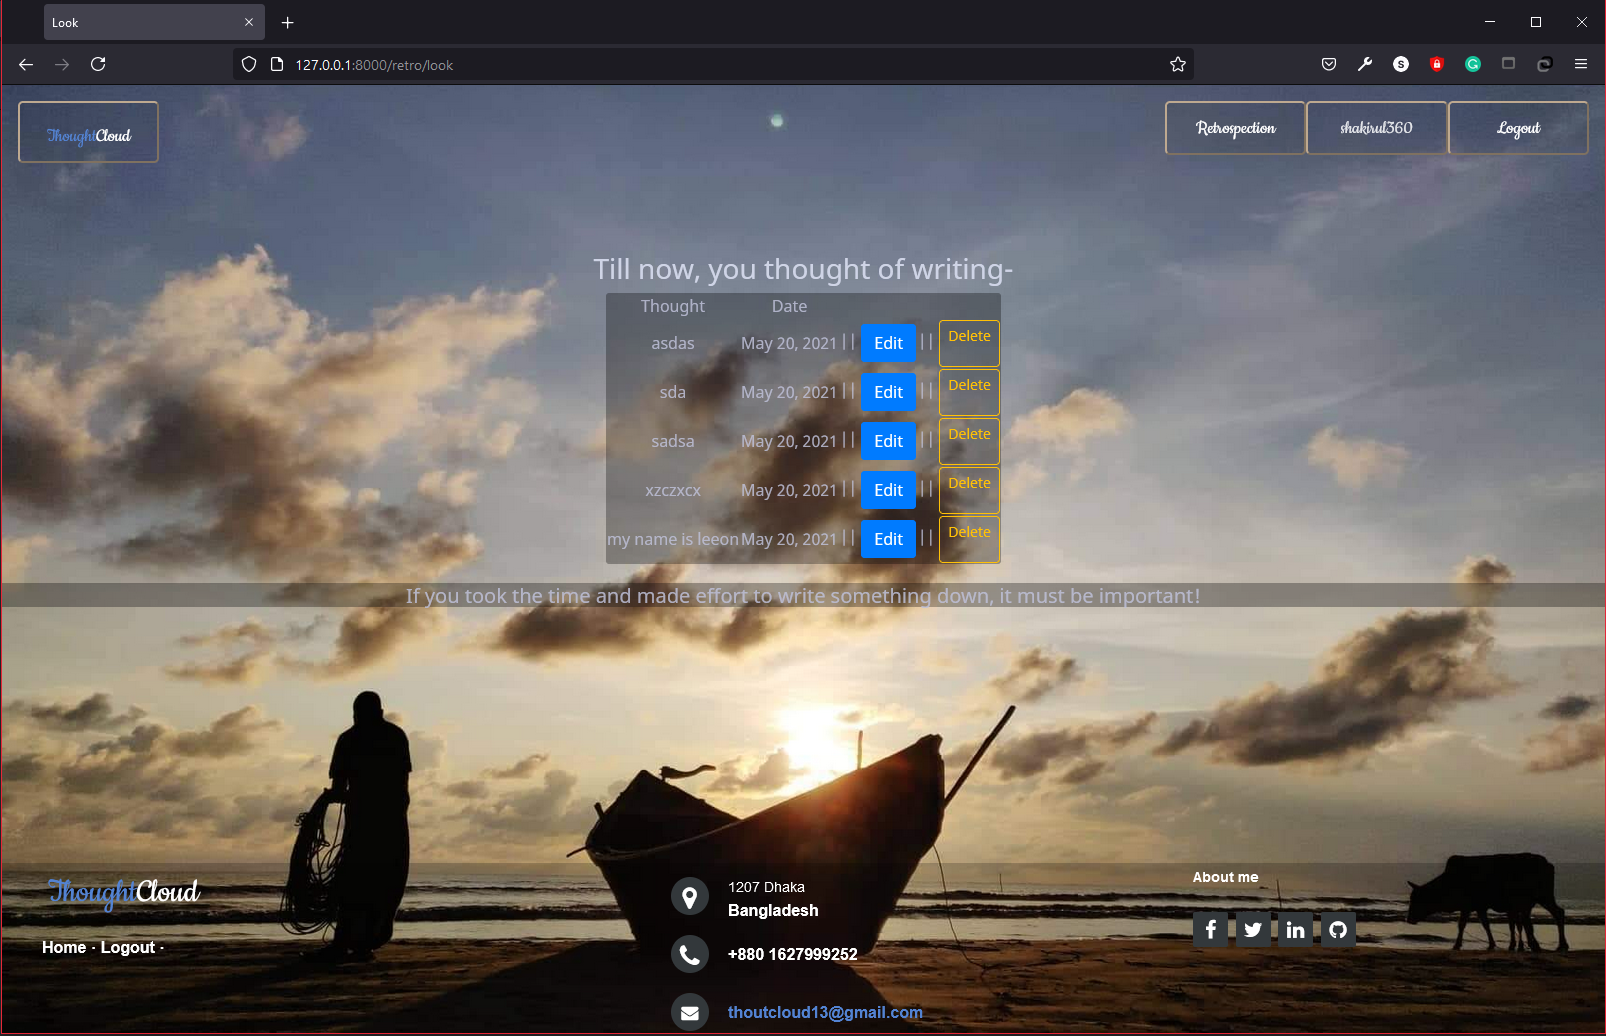 Look
127.0.0.1:8000/retro/look
ThoughtCloud
Retrospection
shakirul360
Logout
Till now, you thought of writing-
Thought Date
asdas May 20, 2021 || Edit || Delete
sda May 20, 2021 || Edit || Delete
sadsa May 20, 2021 || Edit || Delete
xzczxcx May 20, 2021 || Edit || Delete
my name is leeon May 20, 2021 || Edit || Delete
If you took the time and made effort to write something down, it must be important!
ThoughtCloud
Home · Logout ·
1207 Dhaka
Bangladesh
+880 1627999252
thoutcloud13@gmail.com
About me